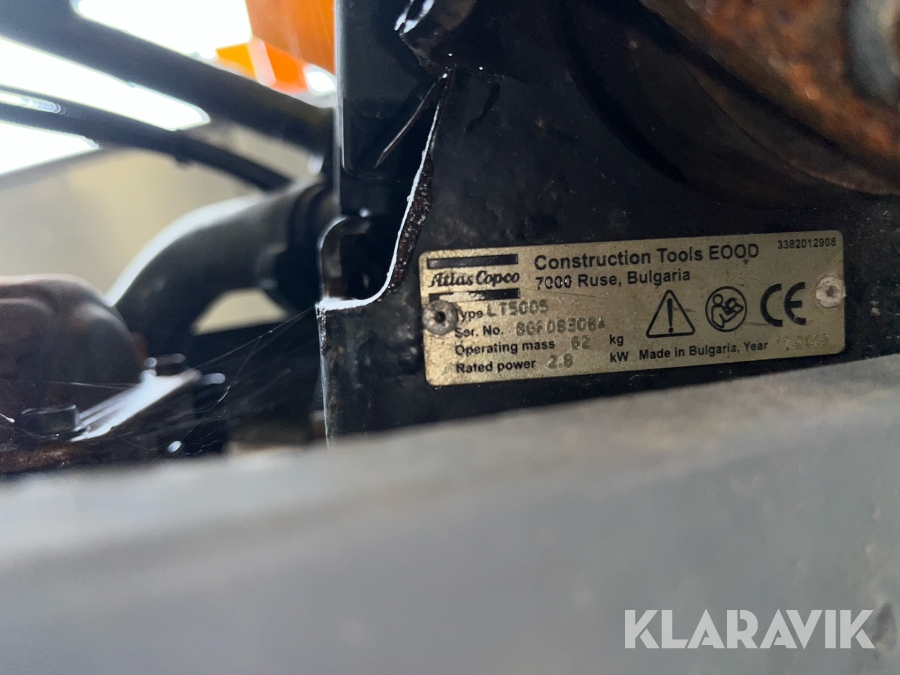 Atlas Copco
Construction Tools EOOD
3382012908
7000 Ruse, Bulgaria
Type LT5005
Ser. No.
Operating mass 62 kg
Rated power 2.8 kW Made in Bulgaria, Year
CE
KLARAVIK